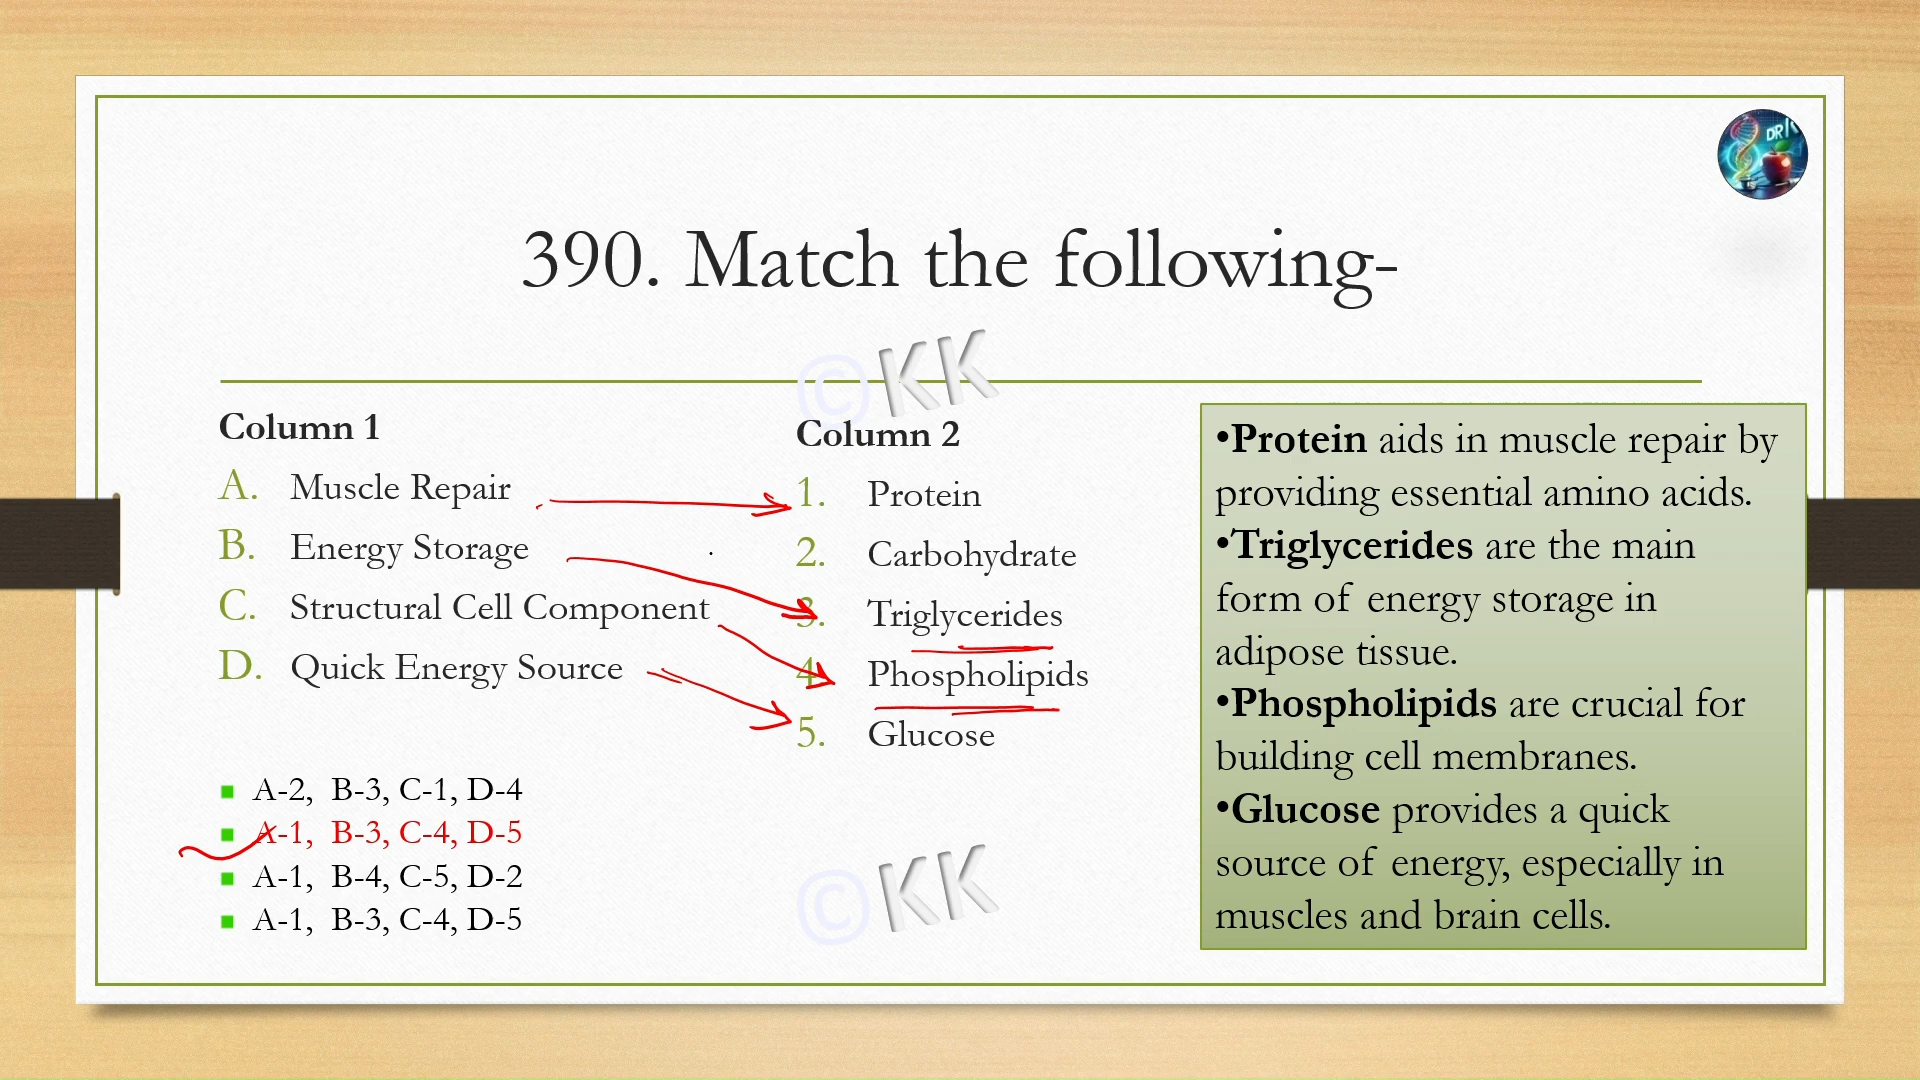 DR K
390. Match the following-
©KK
Column 1
A. Muscle Repair
B. Energy Storage
C. Structural Cell Component
D. Quick Energy Source
Column 2
1. Protein
2. Carbohydrate
3. Triglycerides
4. Phospholipids
5. Glucose
A-2, B-3, C-1, D-4
A-1, B-3, C-4, D-5
A-1, B-4, C-5, D-2
A-1, B-3, C-4, D-5
©KK
•Protein aids in muscle repair by
providing essential amino acids.
•Triglycerides are the main
form of energy storage in
adipose tissue.
•Phospholipids are crucial for
building cell membranes.
•Glucose provides a quick
source of energy, especially in
muscles and brain cells.